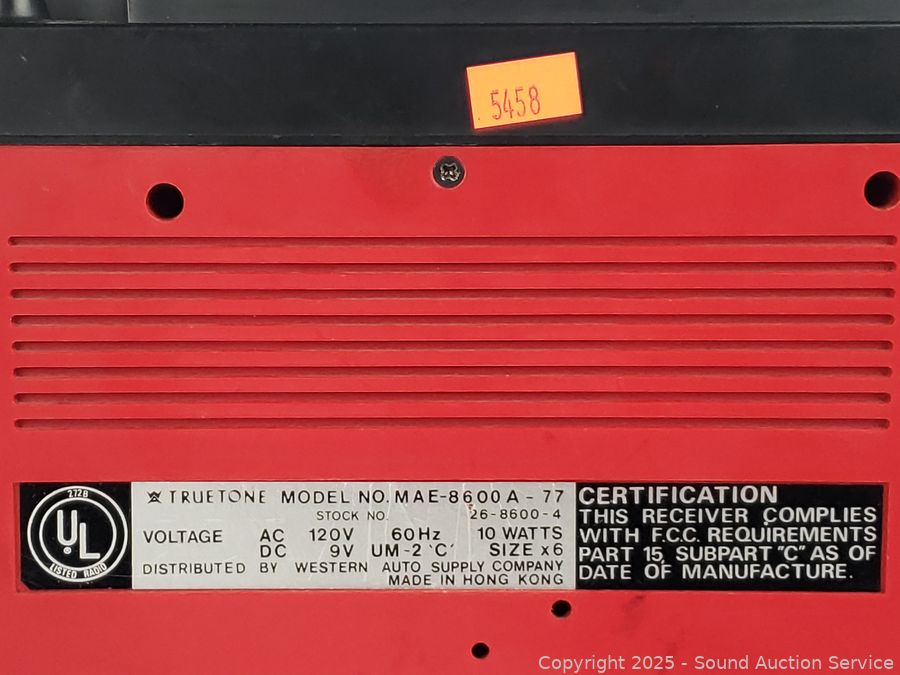 5458
272B
UL
LISTED RADIO
TRUETONE MODEL NO. MAE-8600A-77
STOCK NO. 26-8600-4
VOLTAGE AC 120V 60Hz 10 WATTS
DC 9V UM-2 'C' SIZE x6
DISTRIBUTED BY WESTERN AUTO SUPPLY COMPANY
MADE IN HONG KONG
CERTIFICATION
THIS RECEIVER COMPLIES
WITH F.C.C. REQUIREMENTS
PART 15, SUBPART "C" AS OF
DATE OF MANUFACTURE.
Copyright 2025 - Sound Auction Service